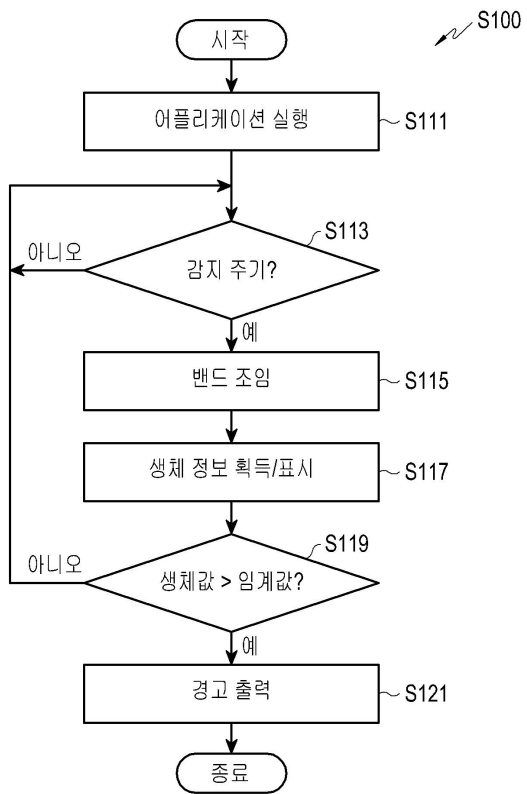 시작
S100
어플리케이션 실행
S111
S113
아니오
감지 주기?
예
밴드 조임
S115
생체 정보 획득/표시
S117
S119
아니오
생체값 > 임계값?
예
경고 출력
S121
종료